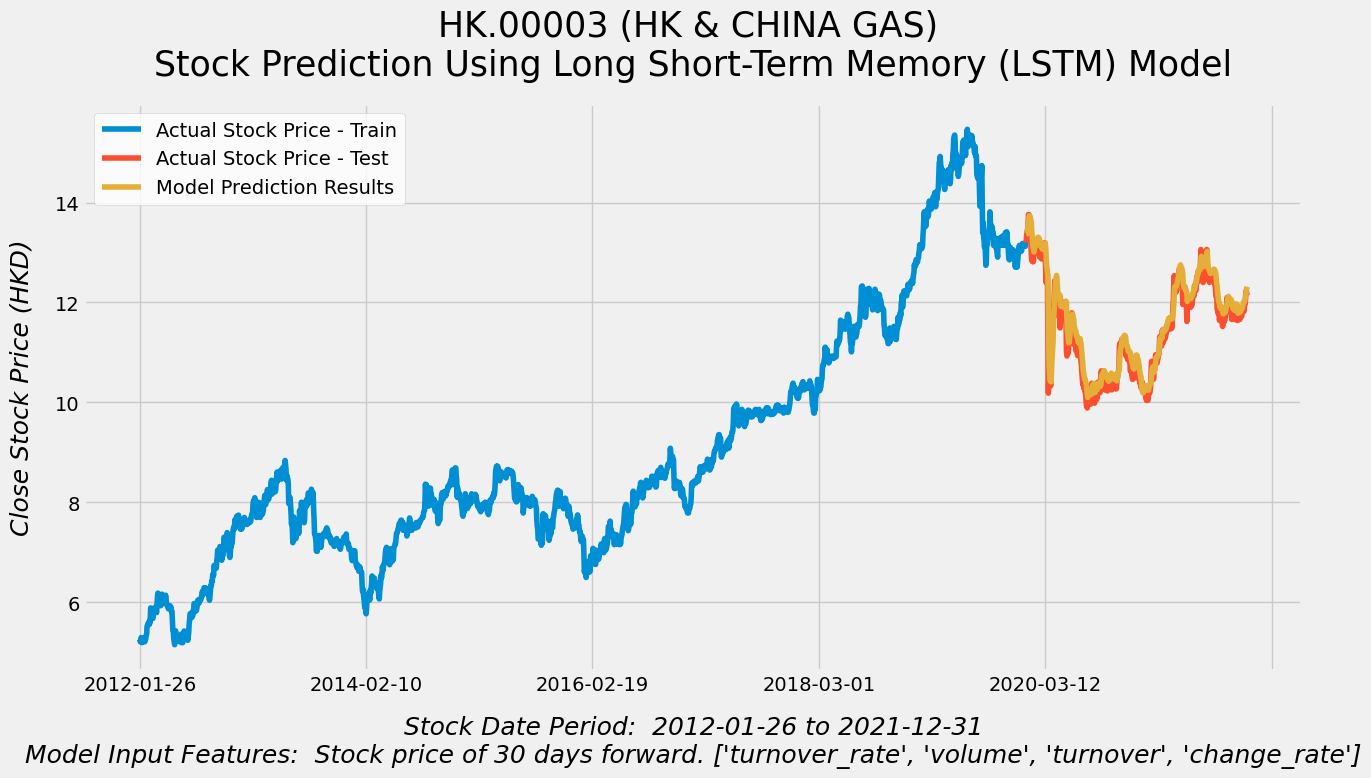 HK.00003 (HK & CHINA GAS)
Stock Prediction Using Long Short-Term Memory (LSTM) Model
Actual Stock Price - Train
Actual Stock Price - Test
Model Prediction Results
Close Stock Price (HKD)
14
12
10
8
6
2012-01-26
2014-02-10
2016-02-19
2018-03-01
2020-03-12
Stock Date Period:  2012-01-26 to 2021-12-31
Model Input Features:  Stock price of 30 days forward. ['turnover_rate', 'volume', 'turnover', 'change_rate']